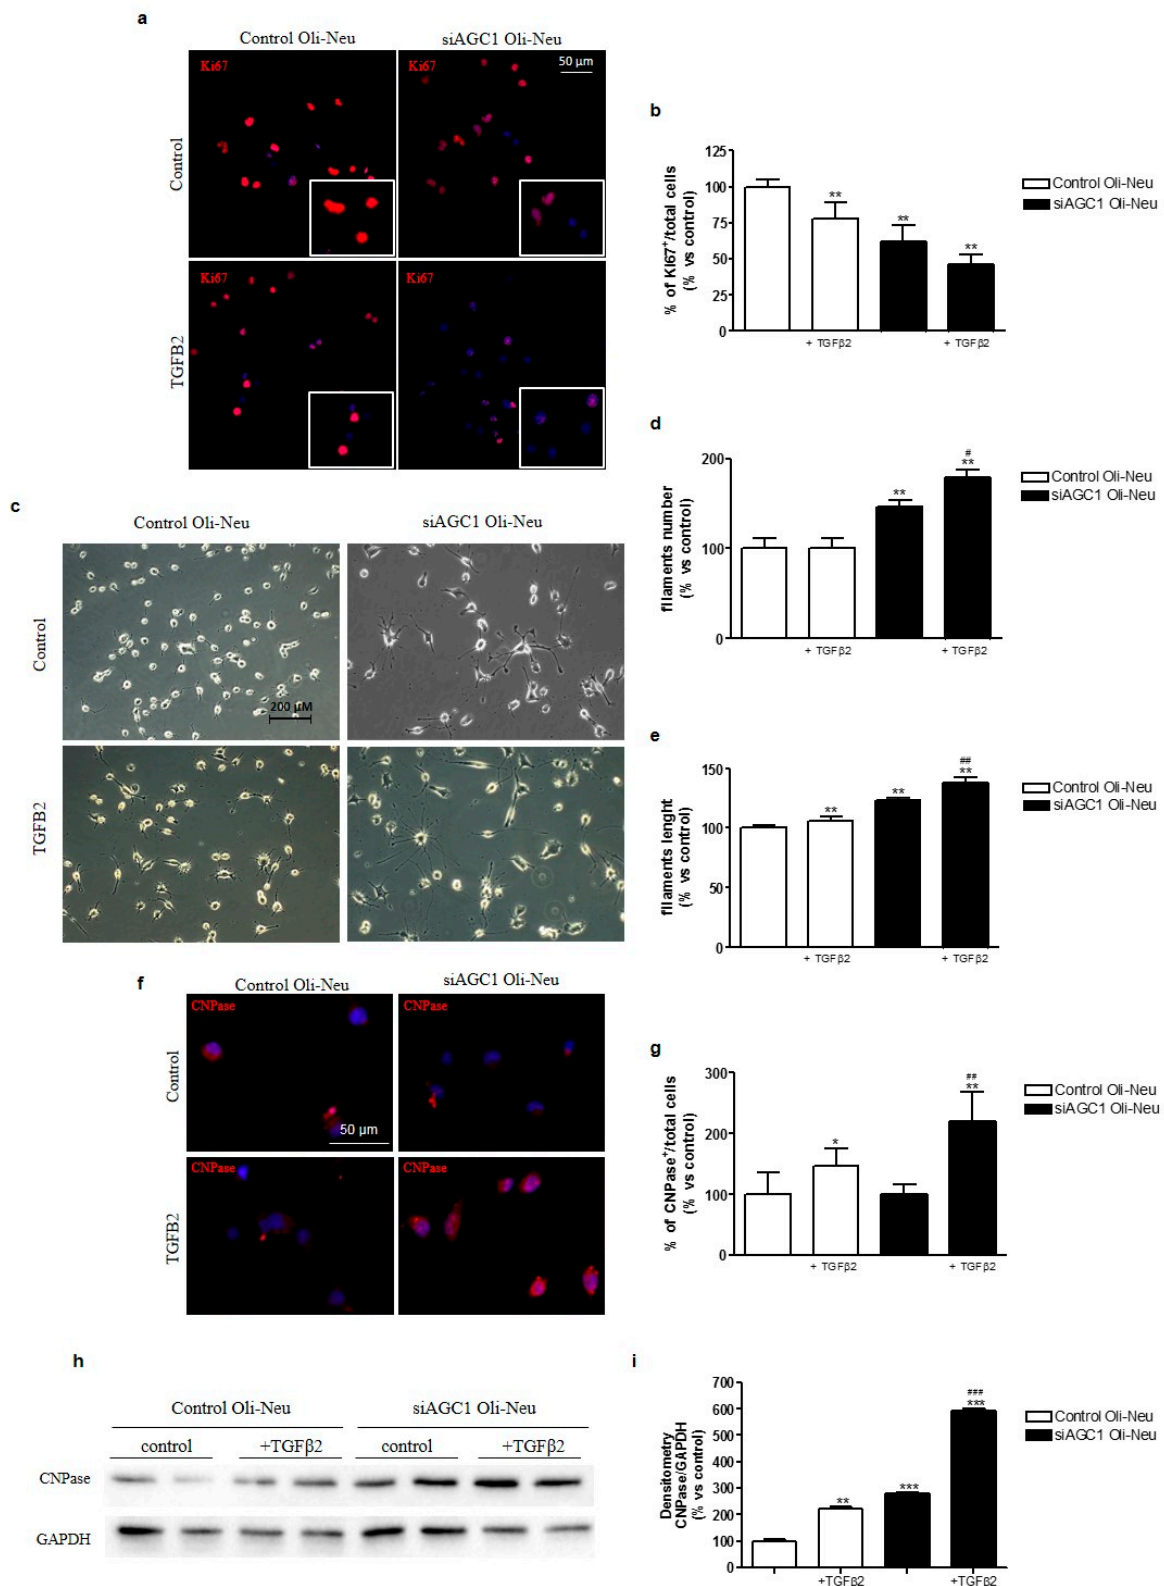 a
Control Oli-Neu siAGC1 Oli-Neu
Ki67 Ki67 50 µm
Control
Ki67 Ki67
TGFB2
b
% of Ki67+/total cells
(% vs control)
125
100
75
50
25
0
** ** **
+ TGFβ2 + TGFβ2
Control Oli-Neu
siAGC1 Oli-Neu
c
Control Oli-Neu siAGC1 Oli-Neu
Control
200 µM
TGFB2
d
filaments number
(% vs control)
200
100
0
** # **
+ TGFβ2 + TGFβ2
Control Oli-Neu
siAGC1 Oli-Neu
e
filaments lenght
(% vs control)
150
100
50
0
** ** ## **
+ TGFβ2 + TGFβ2
Control Oli-Neu
siAGC1 Oli-Neu
f
Control Oli-Neu siAGC1 Oli-Neu
CNPase CNPase
Control
50 µm
CNPase CNPase
TGFB2
g
% of CNPase+/total cells
(% vs control)
300
200
100
0
* ## **
+ TGFβ2 + TGFβ2
Control Oli-Neu
siAGC1 Oli-Neu
h
Control Oli-Neu siAGC1 Oli-Neu
control +TGFβ2 control +TGFβ2
CNPase
GAPDH
i
Densitometry
CNPase/GAPDH
(% vs control)
700
600
500
400
300
200
100
0
** *** ### ***
+TGFβ2 +TGFβ2
Control Oli-Neu
siAGC1 Oli-Neu